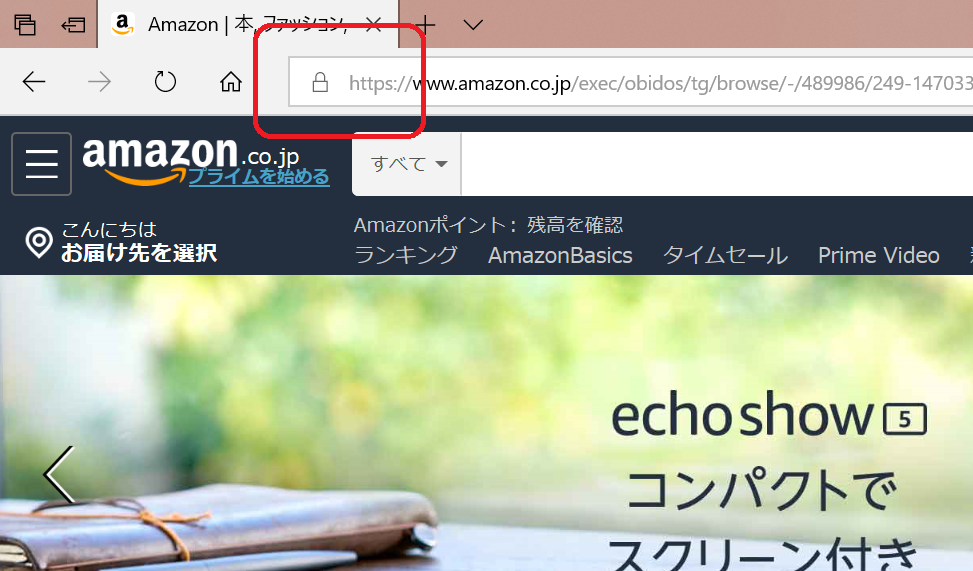 Amazon | 本, ファッション,
https://www.amazon.co.jp/exec/obidos/tg/browse/-/489986/249-147033
amazon.co.jp
プライムを始める
すべて
こんにちは
お届け先を選択
Amazonポイント: 残高を確認
ランキング AmazonBasics タイムセール Prime Video
echo show 5
コンパクトで
スクリーン付き